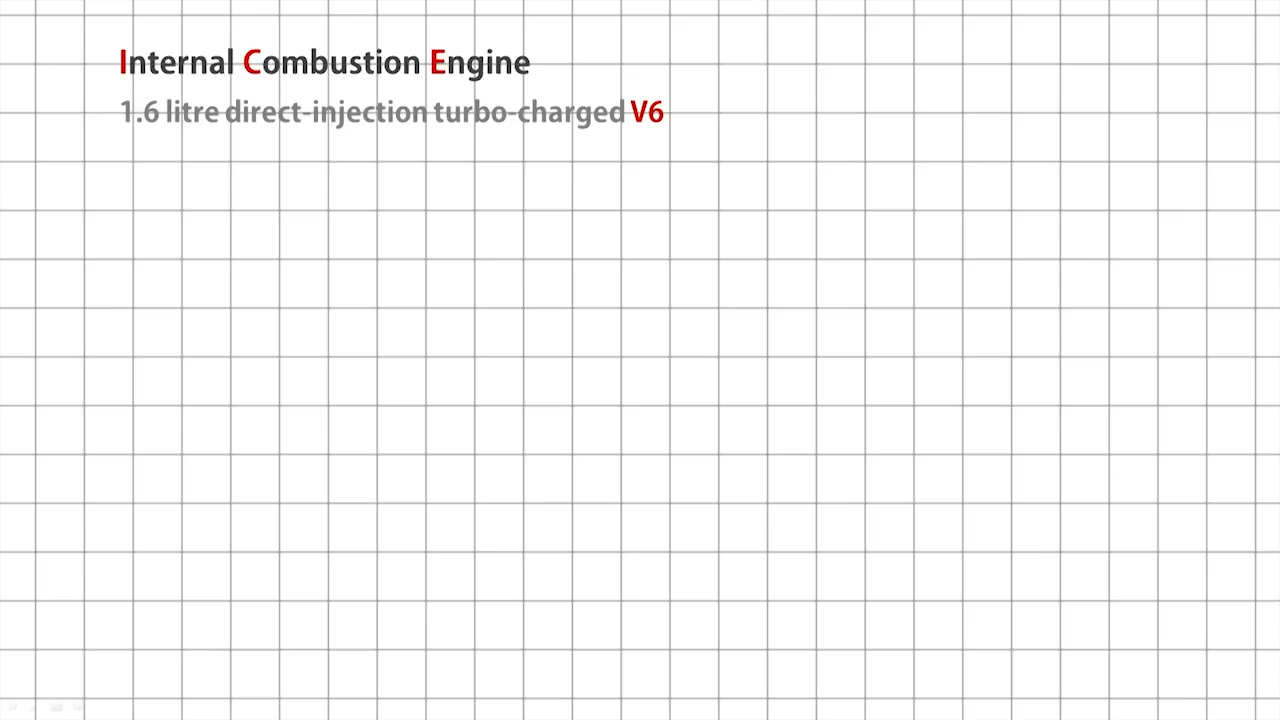 Internal Combustion Engine
1.6 litre direct-injection turbo-charged V6